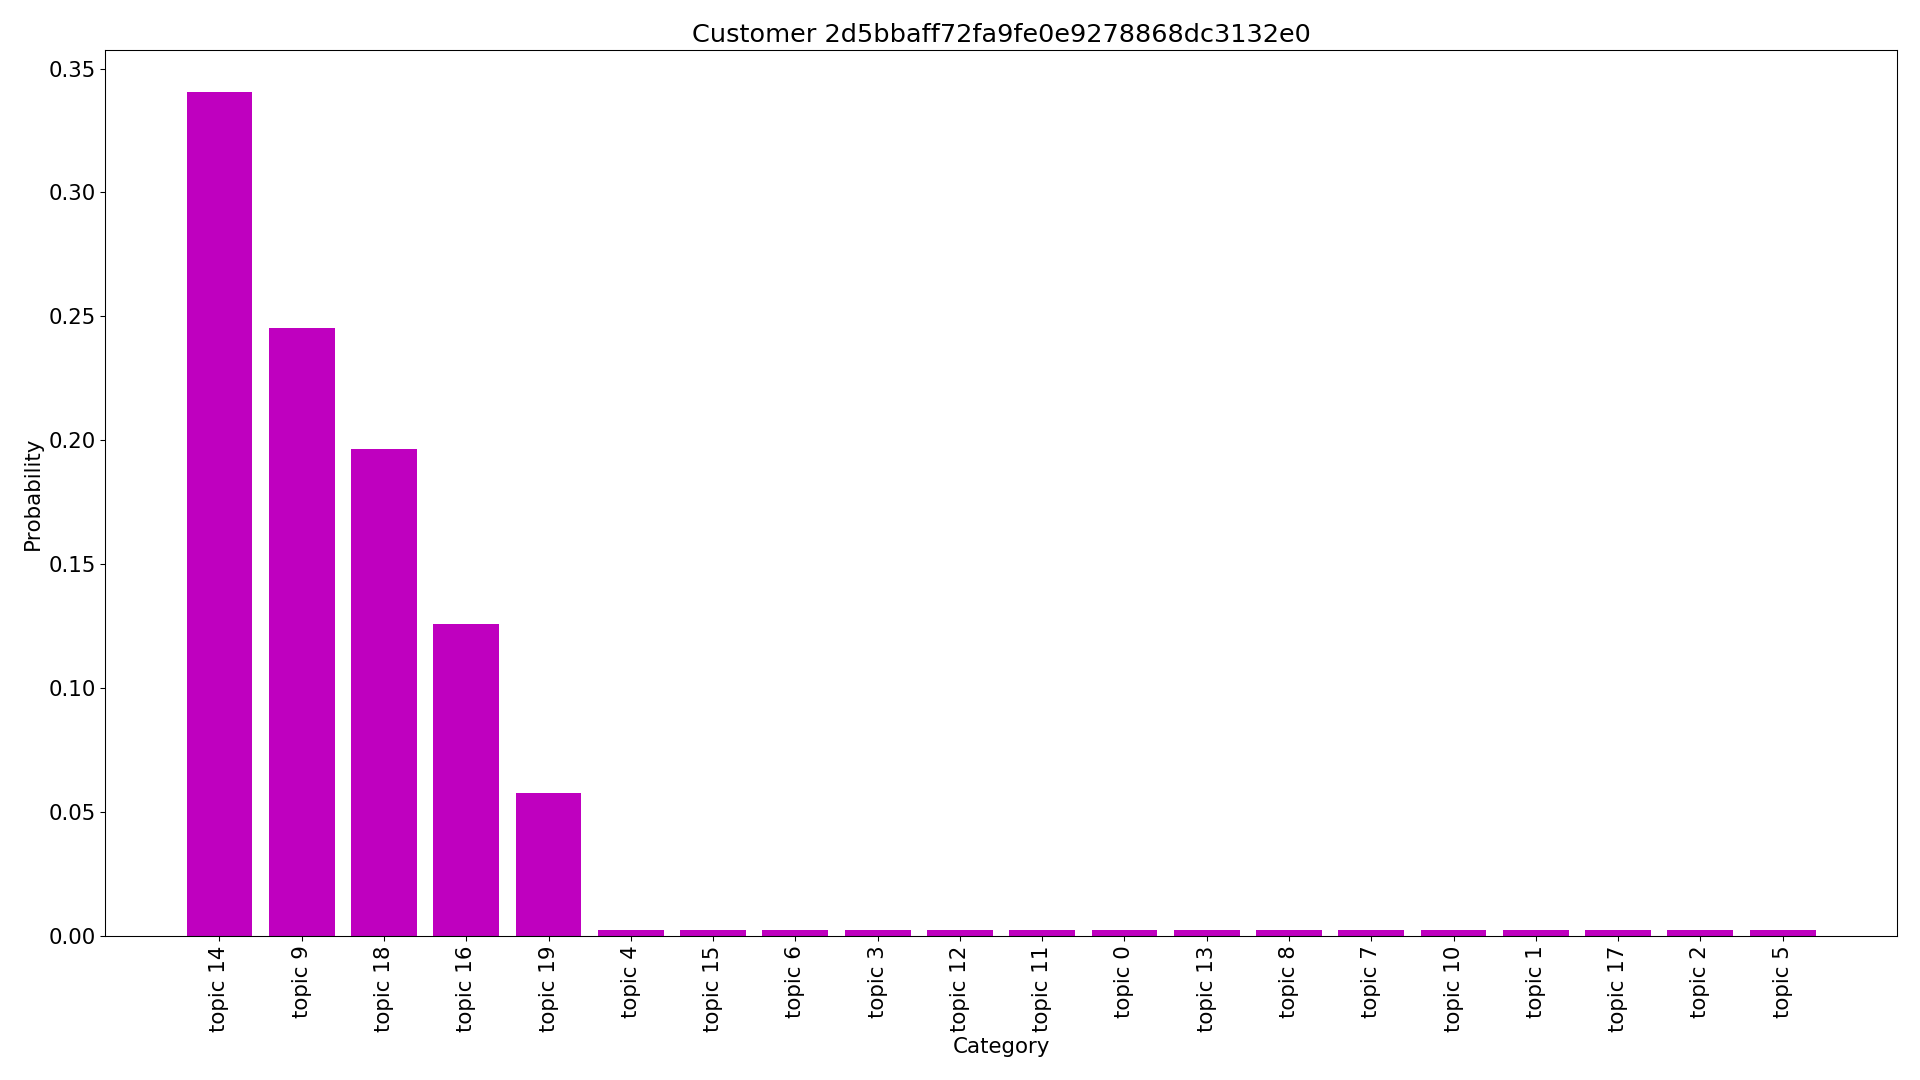 Customer 2d5bbaff72fa9fe0e9278868dc3132e0
0.35
0.30
0.25
0.20
0.15
0.10
0.05
0.00
Probability
topic 14
topic 9
topic 18
topic 16
topic 19
topic 4
topic 15
topic 6
topic 3
topic 12
topic 11
topic 0
topic 13
topic 8
topic 7
topic 10
topic 1
topic 17
topic 2
topic 5
Category